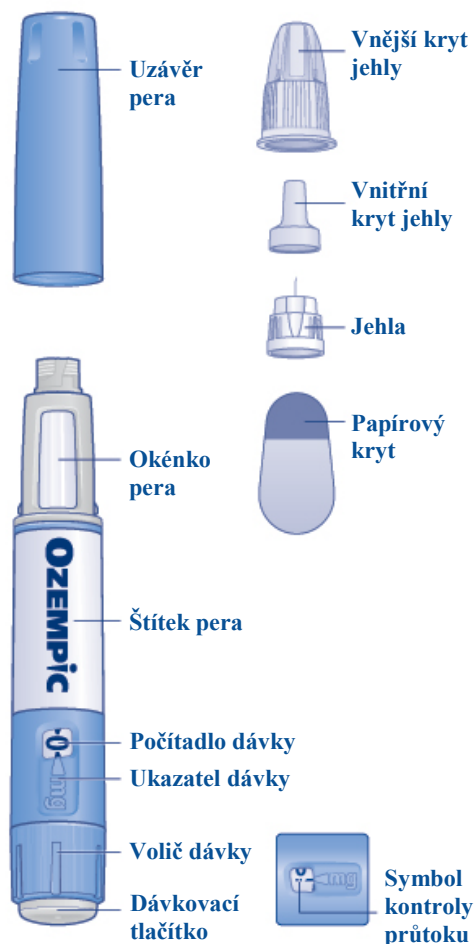 Uzávěr
pera
Vnější kryt
jehly
Vnitřní
kryt jehly
Jehla
Papírový
kryt
Okénko
pera
OZEMPIC
Štítek pera
0
mg
Počítadlo dávky
Ukazatel dávky
Volič dávky
Dávkovací
tlačítko
mg
Symbol
kontroly
průtoku